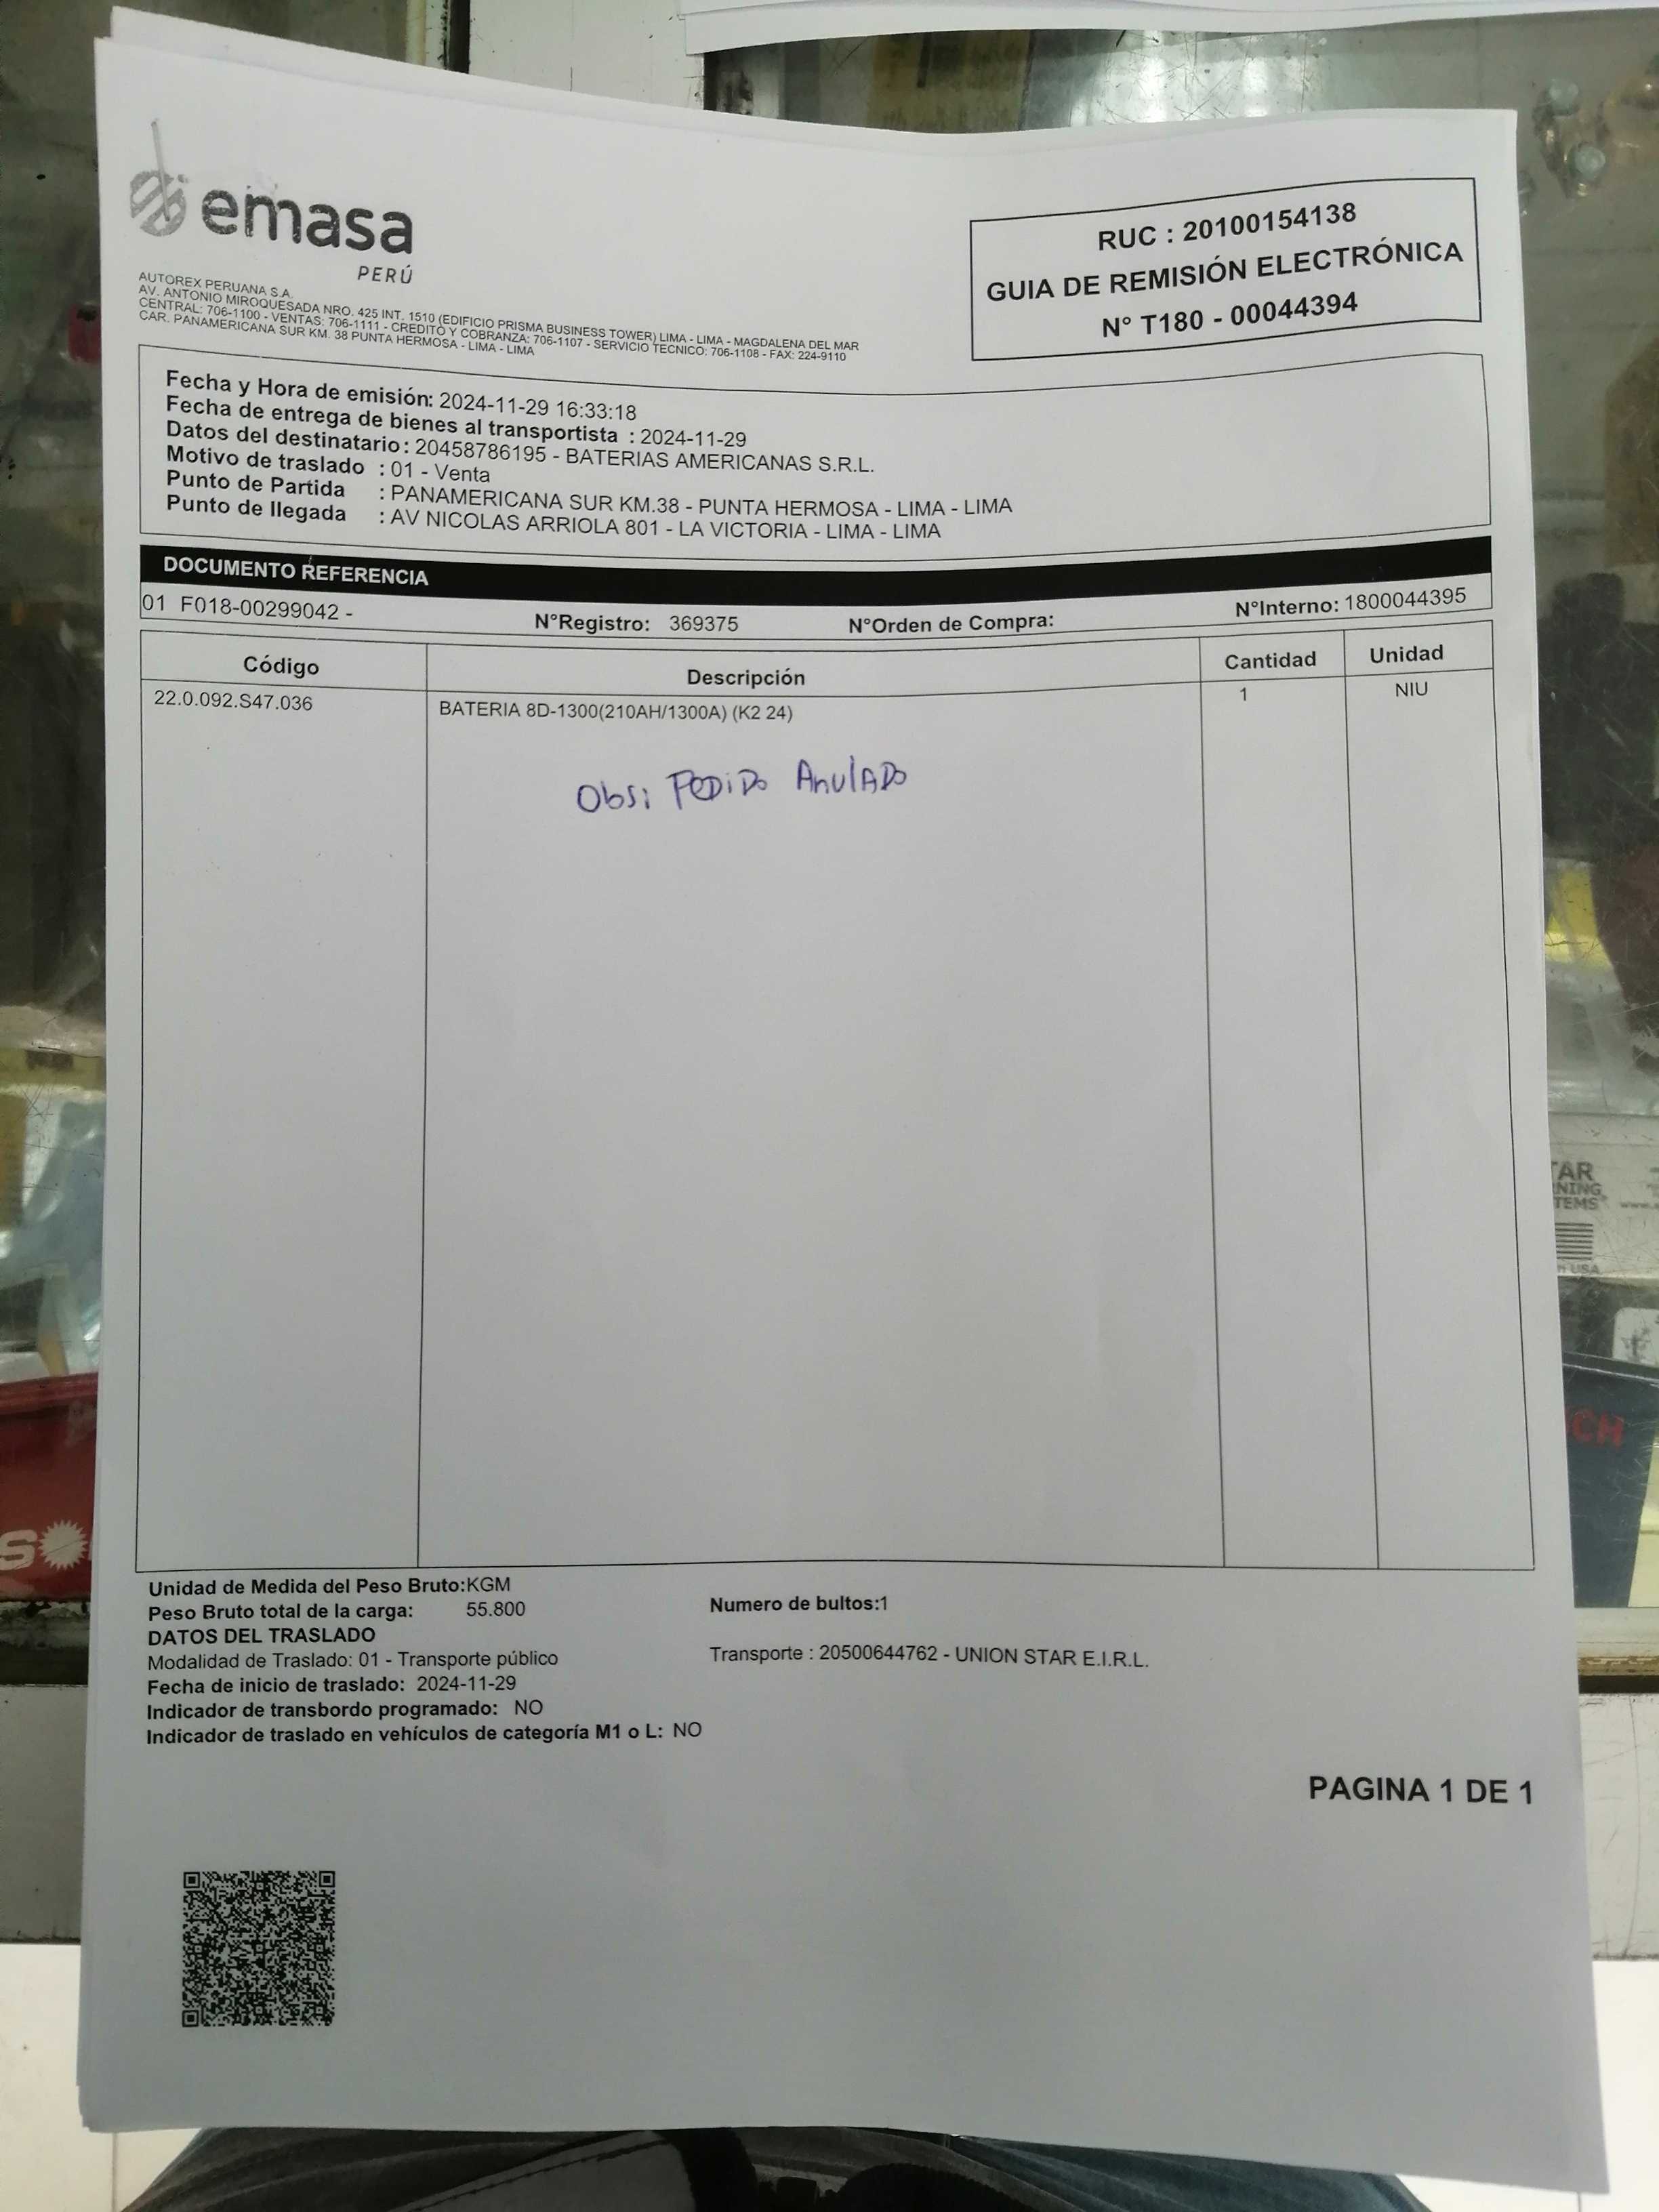 emasa
PERÚ
AUTOREX PERUANA S.A.
AV. ANTONIO MIROQUESADA NRO. 425 INT. 1510 (EDIFICIO PRISMA BUSINESS TOWER) LIMA - LIMA - MAGDALENA DEL MAR
CENTRAL: 706-1100 - VENTAS: 706-1111 - CREDITO Y COBRANZA: 706-1107 - SERVICIO TECNICO: 706-1108 - FAX: 224-9110
CAR. PANAMERICANA SUR KM. 38 PUNTA HERMOSA - LIMA - LIMA
RUC : 20100154138
GUIA DE REMISIÓN ELECTRÓNICA
N° T180 - 00044394
Fecha y Hora de emisión: 2024-11-29 16:33:18
Fecha de entrega de bienes al transportista : 2024-11-29
Datos del destinatario : 20458786195 - BATERIAS AMERICANAS S.R.L.
Motivo de traslado : 01 - Venta
Punto de Partida : PANAMERICANA SUR KM.38 - PUNTA HERMOSA - LIMA - LIMA
Punto de llegada : AV NICOLAS ARRIOLA 801 - LA VICTORIA - LIMA - LIMA
DOCUMENTO REFERENCIA
01 F018-00299042 - N°Registro: 369375 N°Orden de Compra: N°Interno: 1800044395
Código Descripción Cantidad Unidad
22.0.092.S47.036 BATERIA 8D-1300(210AH/1300A) (K2 24) 1 NIU
Obs: PEDIDO AnulADO
Unidad de Medida del Peso Bruto:KGM
Peso Bruto total de la carga: 55.800 Numero de bultos:1
DATOS DEL TRASLADO
Modalidad de Traslado: 01 - Transporte público Transporte : 20500644762 - UNION STAR E.I.R.L.
Fecha de inicio de traslado: 2024-11-29
Indicador de transbordo programado: NO
Indicador de traslado en vehículos de categoría M1 o L: NO
PAGINA 1 DE 1